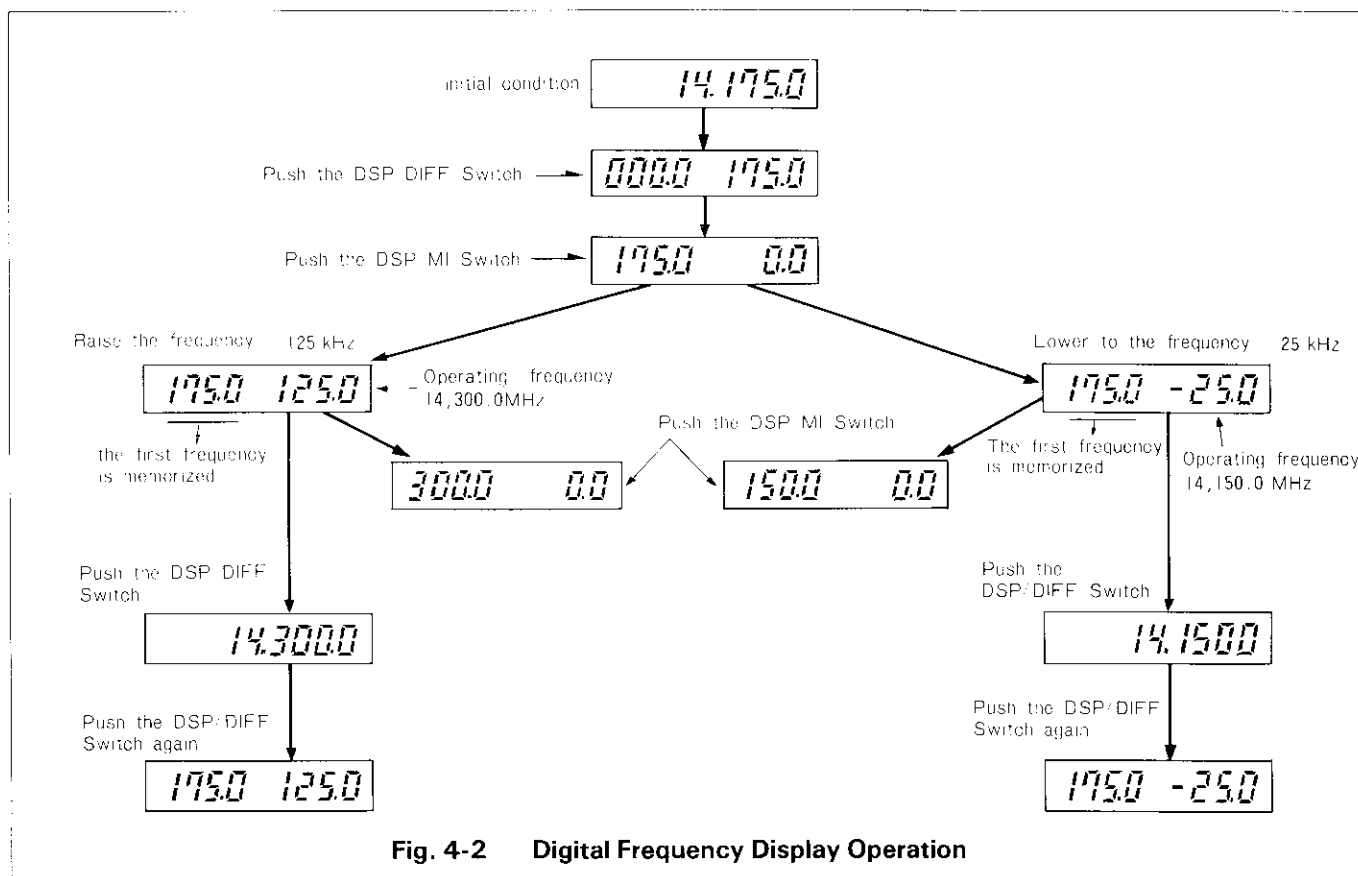 initial condition
14.175.0
Push the DSP DIFF Switch
000.0 175.0
Push the DSP MI Switch
175.0 0.0
Raise the frequency 125 kHz
175.0 125.0
Operating frequency
14,300.0MHz
the first frequency
is memorized
Lower to the frequency 25 kHz
175.0 -25.0
The first frequency
is memorized
Operating frequency
14,150.0 MHz
Push the DSP MI Switch
300.0 0.0
150.0 0.0
Push the DSP DIFF
Switch
14.300.0
Push the
DSP/DIFF Switch
14.1500
Push the DSP/DIFF
Switch again
175.0 125.0
Push the DSP/DIFF
Switch again
175.0 -25.0
Fig. 4-2 Digital Frequency Display Operation